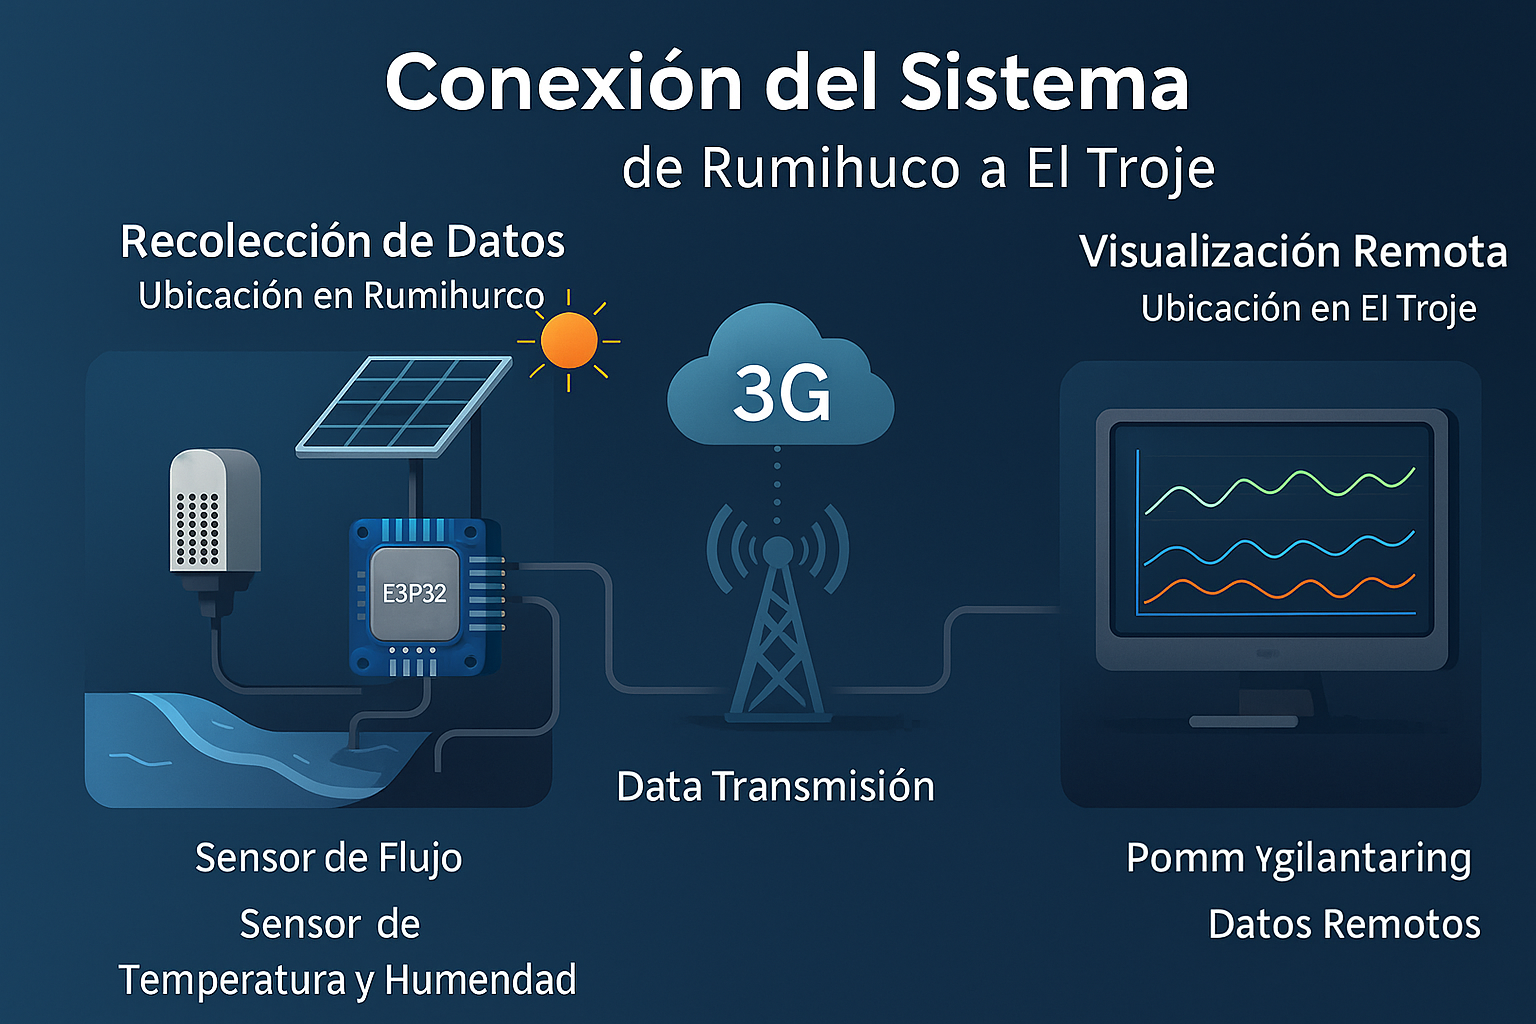 Conexión del Sistema
de Rumihuco a El Troje
Recolección de Datos
Ubicación en Rumihurco
Visualización Remota
Ubicación en El Troje
3G
E3P32
Data Transmisión
Sensor de Flujo
Sensor de
Temperatura y Humendad
Pomm Ygilantaring
Datos Remotos